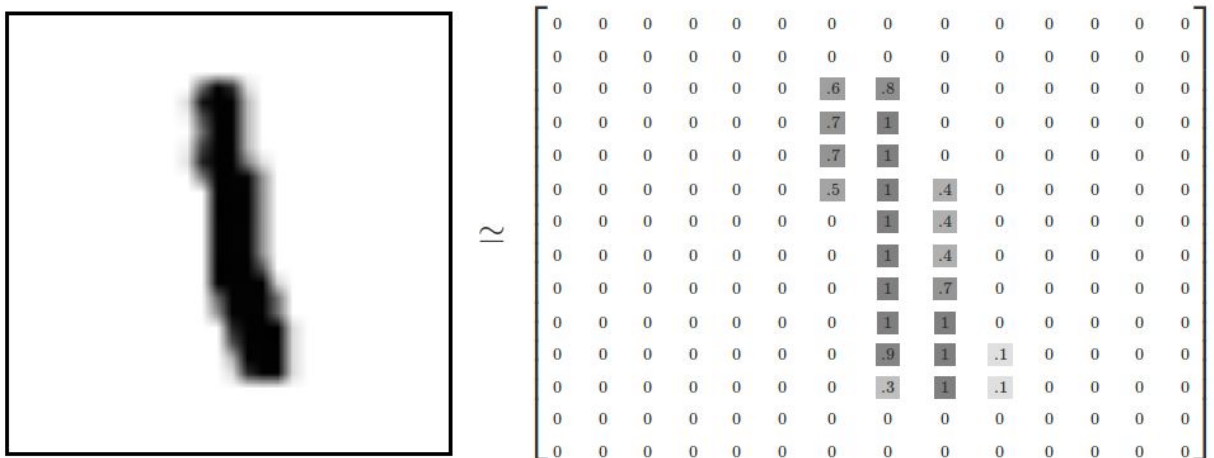 0 0 0 0 0 0 0 0 0 0 0 0 0 0
0 0 0 0 0 0 0 0 0 0 0 0 0 0
0 0 0 0 0 0 .6 .8 0 0 0 0 0 0
0 0 0 0 0 0 .7 1 0 0 0 0 0 0
0 0 0 0 0 0 .7 1 0 0 0 0 0 0
0 0 0 0 0 0 .5 1 .4 0 0 0 0 0
≃ 0 0 0 0 0 0 0 1 .4 0 0 0 0 0
0 0 0 0 0 0 0 1 .4 0 0 0 0 0
0 0 0 0 0 0 0 1 .7 0 0 0 0 0
0 0 0 0 0 0 0 1 1 0 0 0 0 0
0 0 0 0 0 0 0 .9 1 .1 0 0 0 0
0 0 0 0 0 0 0 .3 1 .1 0 0 0 0
0 0 0 0 0 0 0 0 0 0 0 0 0 0
0 0 0 0 0 0 0 0 0 0 0 0 0 0